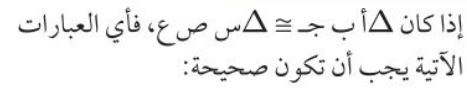 إذا كان Δأ ب جـ ≅ Δس ص ع، فأي العبارات
الآتية يجب أن تكون صحيحة: